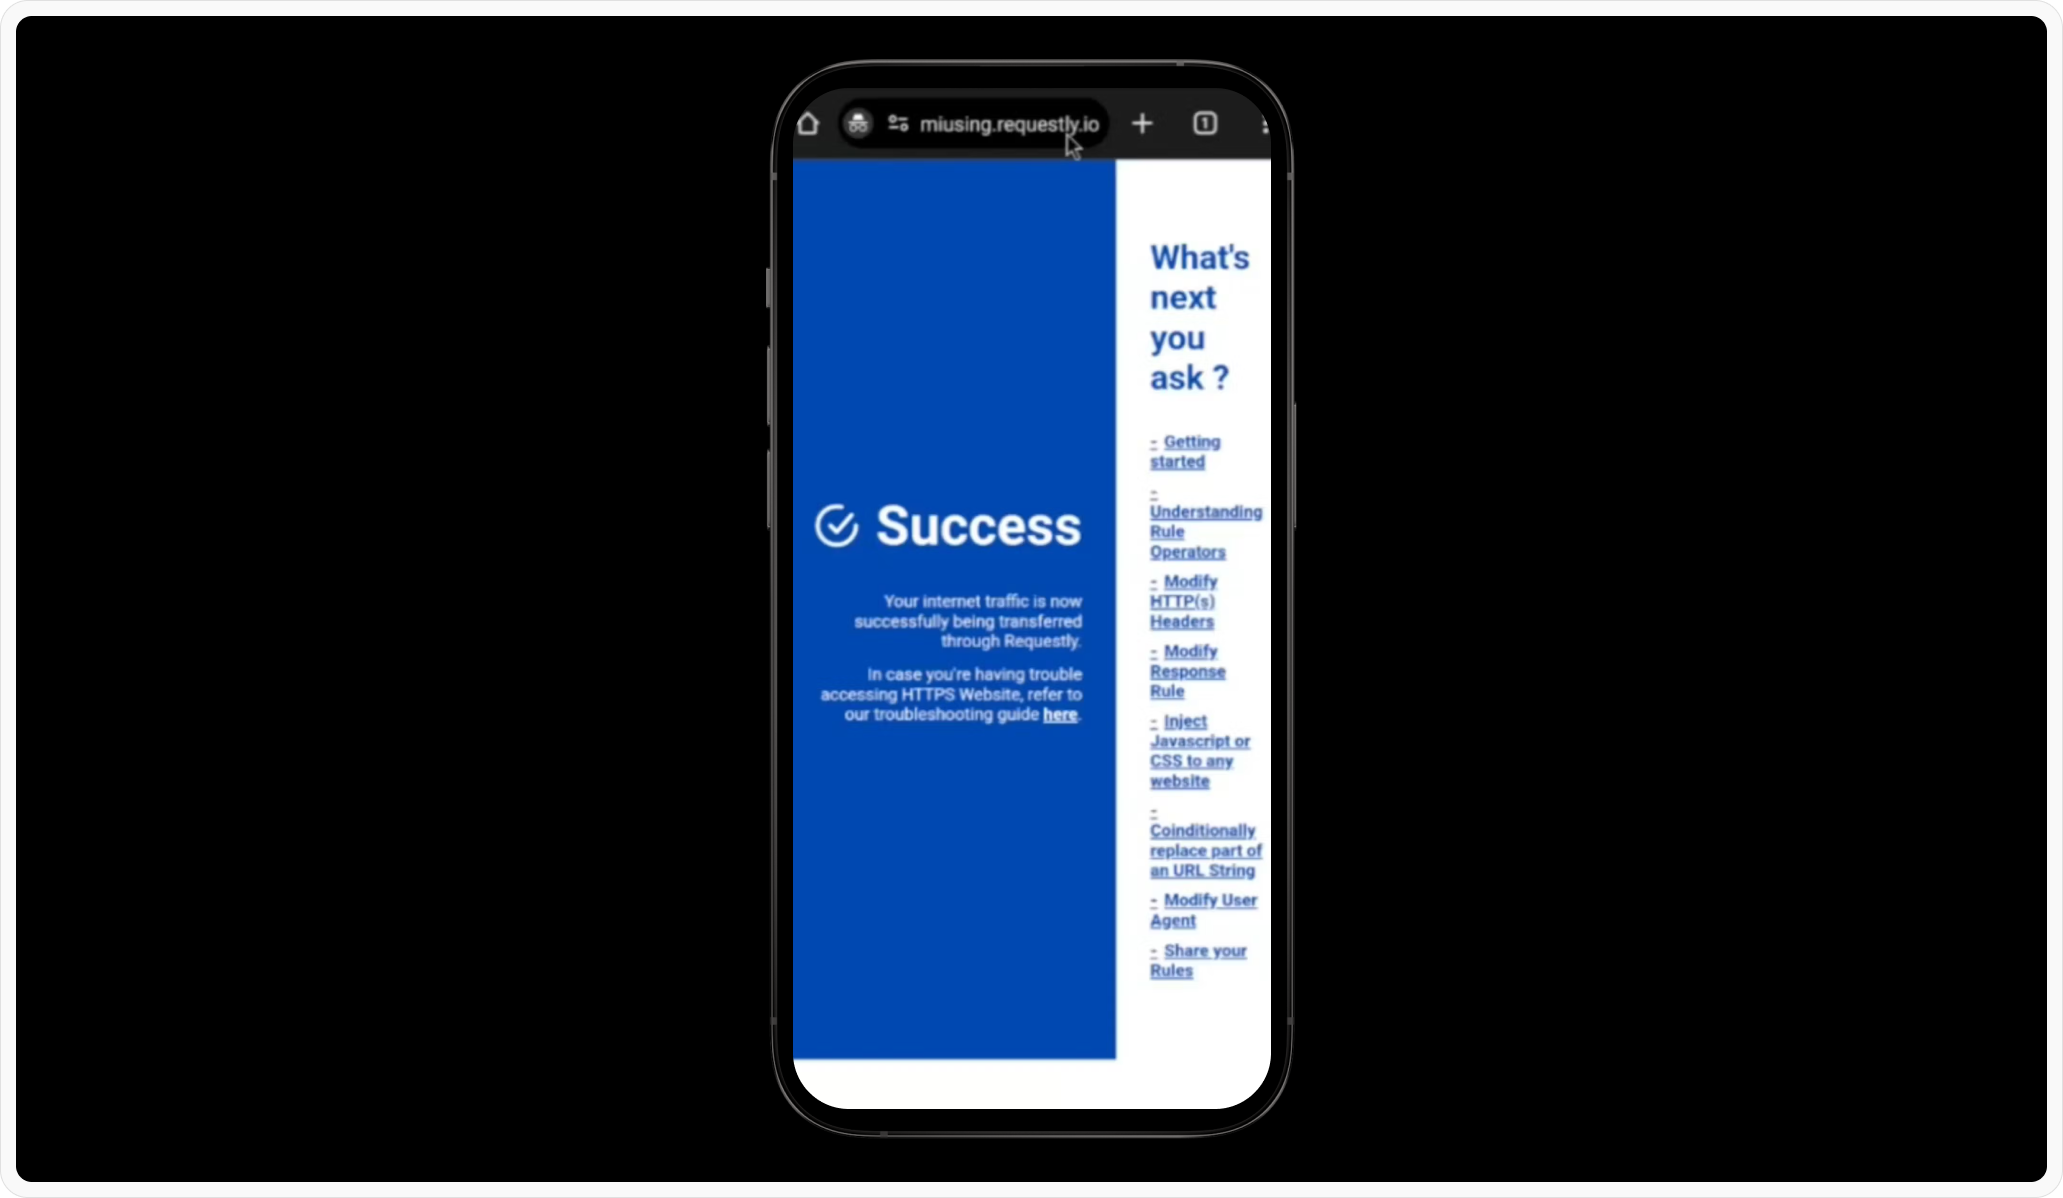 miusing.requestly.io
1
Success
Your internet traffic is now
successfully being transferred
through Requestly.
In case you're having trouble
accessing HTTPS Website, refer to
our troubleshooting guide here.
What's
next
you
ask ?
- Getting
started
-
Understanding
Rule
Operators
- Modify
HTTP(s)
Headers
- Modify
Response
Rule
- Inject
Javascript or
CSS to any
website
-
Coinditionally
replace part of
an URL String
- Modify User
Agent
- Share your
Rules